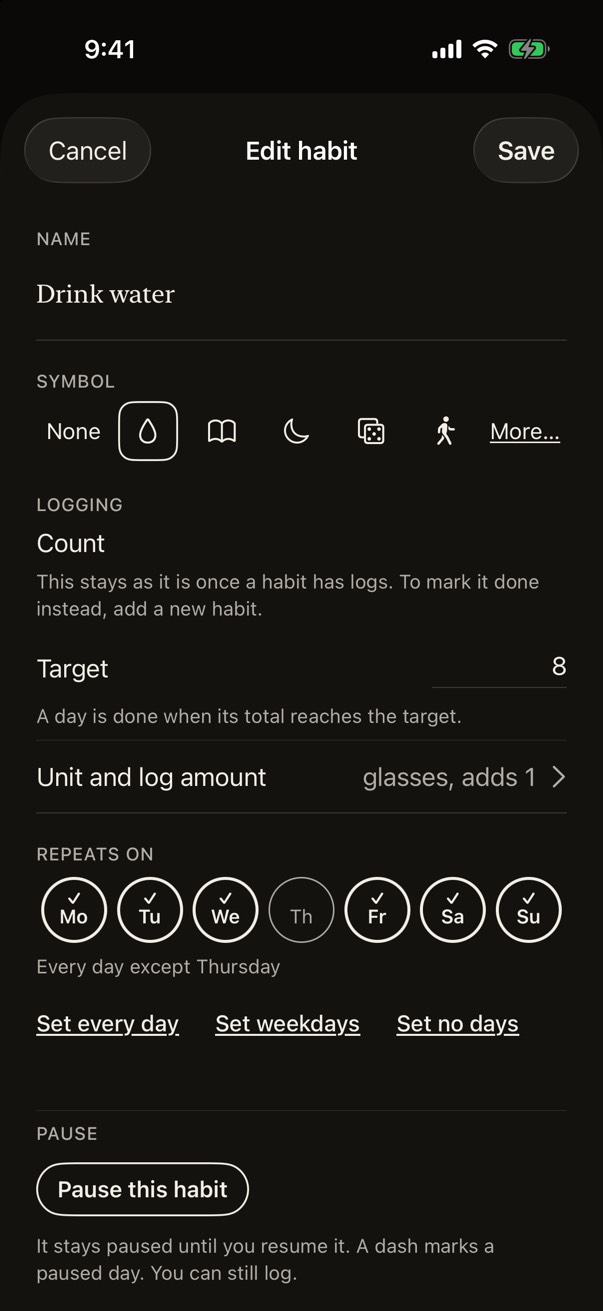 9:41
Cancel
Edit habit
Save
NAME
Drink water
SYMBOL
None
More...
LOGGING
Count
This stays as it is once a habit has logs. To mark it done
instead, add a new habit.
Target
8
A day is done when its total reaches the target.
Unit and log amount
glasses, adds 1
REPEATS ON
Mo Tu We Th Fr Sa Su
Every day except Thursday
Set every day Set weekdays Set no days
PAUSE
Pause this habit
It stays paused until you resume it. A dash marks a
paused day. You can still log.